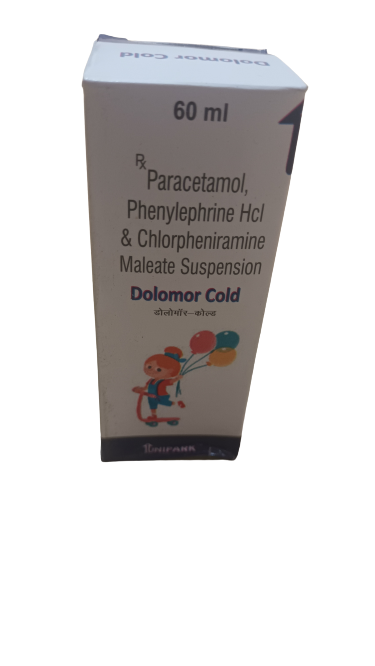 Dolomor Cold
60 ml
Rx
Paracetamol,
Phenylephrine Hcl
& Chlorpheniramine
Maleate Suspension
Dolomor Cold
डोलोमॉर-कोल्ड